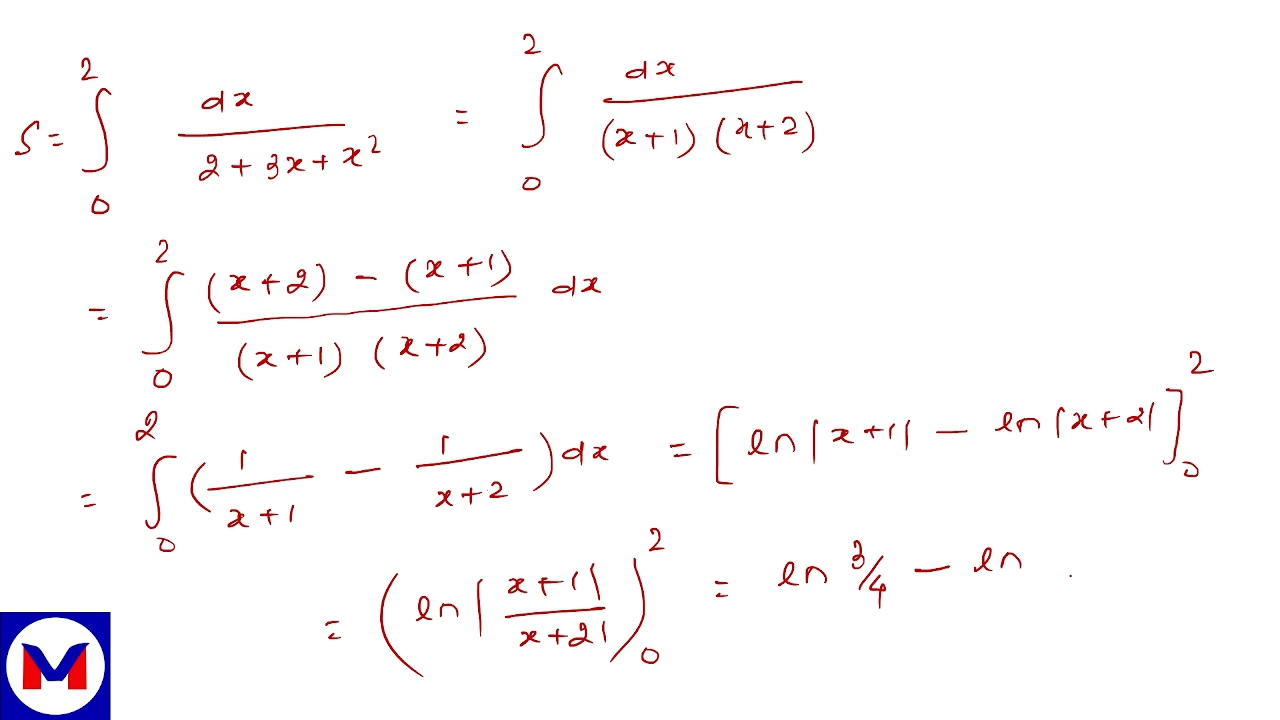 S = ∫₀² dx/(2 + 3x + x²) = ∫₀² dx/((x+1) (x+2))
= ∫₀² ((x+2) − (x+1))/((x+1) (x+2)) dx
= ∫₀² (1/(x+1) − 1/(x+2)) dx = [ln|x+1| − ln|x+2|]₀²
= (ln|(x+1)/(x+2)|)₀² = ln 3/4 − ln
M